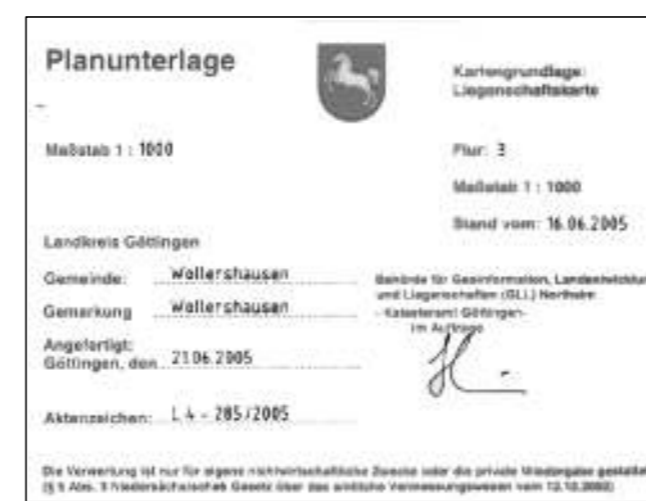 Planunterlage
Kartengrundlage:
Liegenschaftskarte
Maßstab 1 : 1000
Flur: 3
Maßstab 1 : 1000
Stand vom: 16.06.2005
Landkreis Göttingen
Gemeinde: Wollershausen
Gemarkung Wollershausen
Angefertigt:
Göttingen, den 21.06.2005
Aktenzeichen: L 4 - 285/2005
Behörde für Geoinformation, Landentwicklu
und Liegenschaften (GLL) Northeim
- Katasteramt Göttingen-
Im Auftrage
Die Verwertung ist nur für eigene nichtwirtschaftliche Zwecke oder die private Wiedergabe gestattet
(§ 5 Abs. 3 Niedersächsisches Gesetz über das amtliche Vermessungswesen vom 12.12.2002)